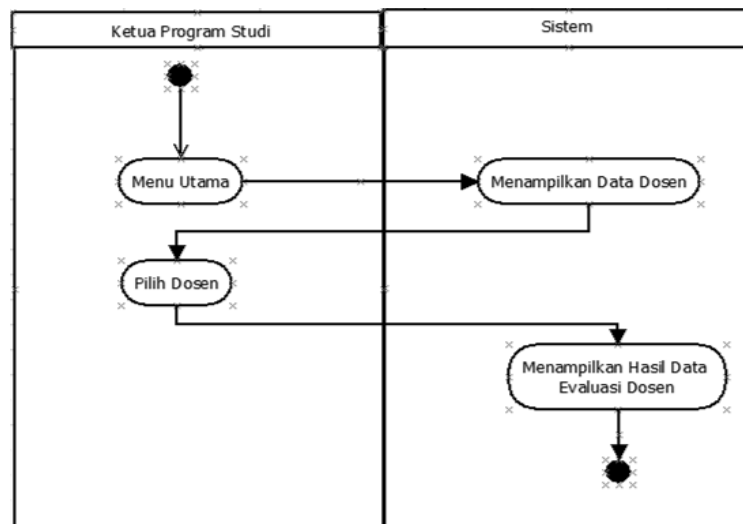 Ketua Program Studi
Sistem
Menu Utama
Menampilkan Data Dosen
Pilih Dosen
Menampilkan Hasil Data
Evaluasi Dosen